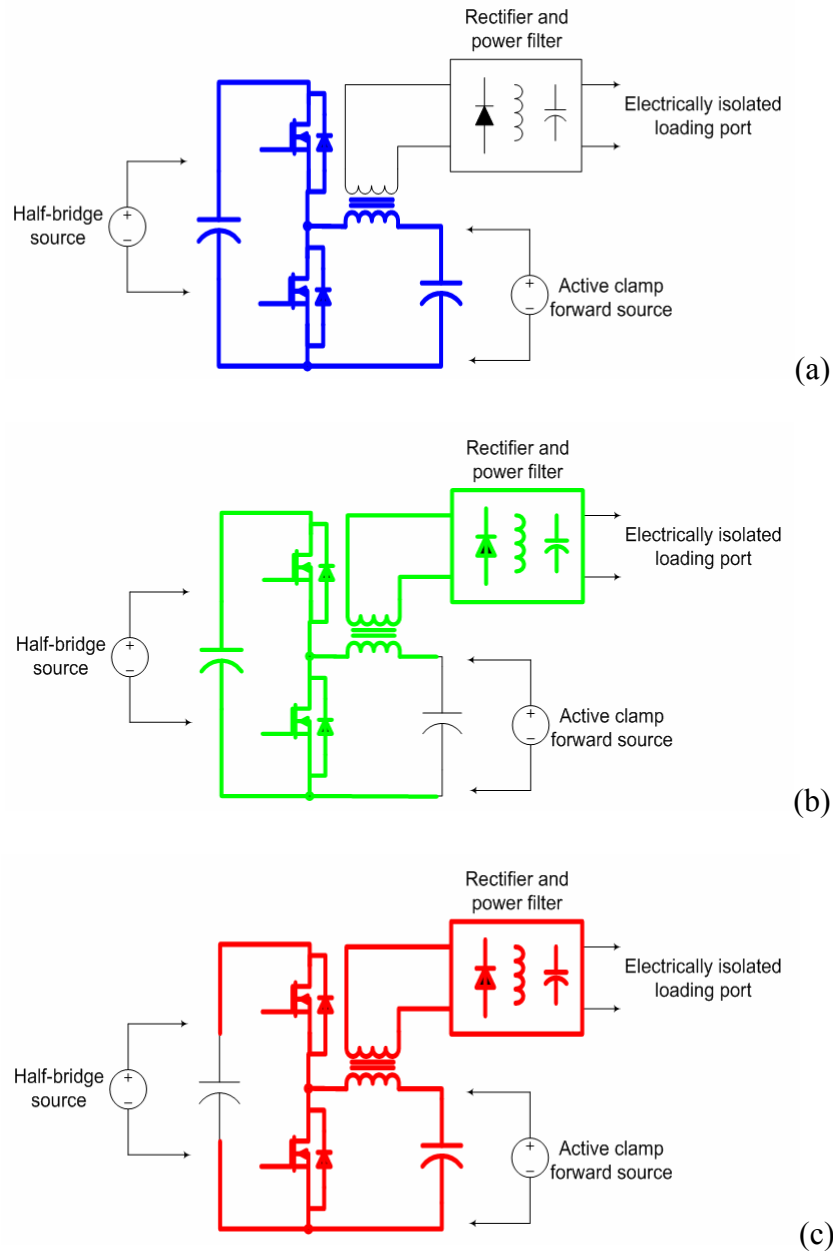 Rectifier and
power filter
Electrically isolated
loading port
Half-bridge
source
+
−
+
−
Active clamp
forward source
(a)
Rectifier and
power filter
Electrically isolated
loading port
Half-bridge
source
+
−
+
−
Active clamp
forward source
(b)
Rectifier and
power filter
Electrically isolated
loading port
Half-bridge
source
+
−
+
−
Active clamp
forward source
(c)